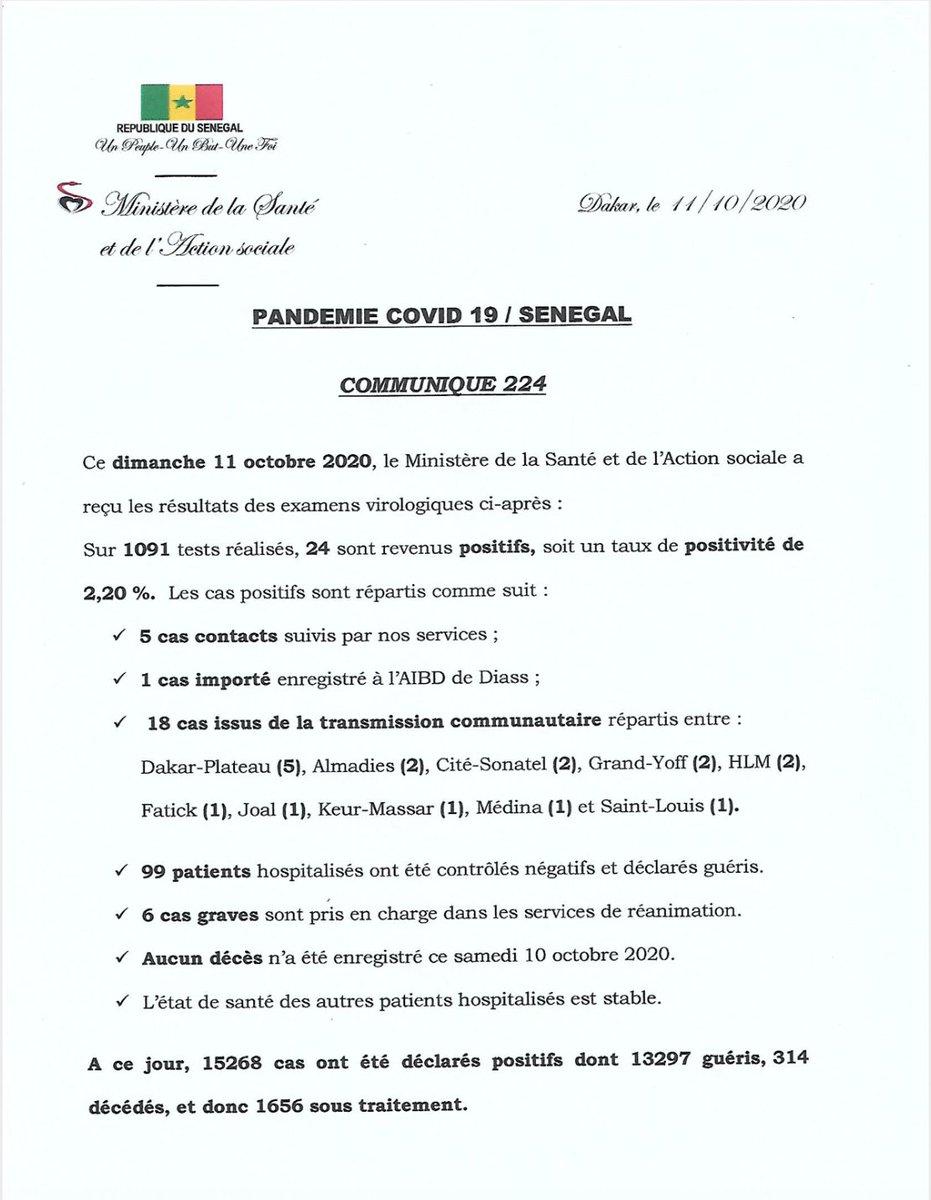 REPUBLIQUE DU SENEGAL
Un Peuple-Un But-Une Foi
Ministère de la Santé
et de l'Action sociale
Dakar, le 11/10/2020
PANDEMIE COVID 19 / SENEGAL
COMMUNIQUE 224
Ce dimanche 11 octobre 2020, le Ministère de la Santé et de l'Action sociale a
reçu les résultats des examens virologiques ci-après :
Sur 1091 tests réalisés, 24 sont revenus positifs, soit un taux de positivité de
2,20 %. Les cas positifs sont répartis comme suit :
✓ 5 cas contacts suivis par nos services ;
✓ 1 cas importé enregistré à l'AIBD de Diass ;
✓ 18 cas issus de la transmission communautaire répartis entre :
Dakar-Plateau (5), Almadies (2), Cité-Sonatel (2), Grand-Yoff (2), HLM (2),
Fatick (1), Joal (1), Keur-Massar (1), Médina (1) et Saint-Louis (1).
✓ 99 patients hospitalisés ont été contrôlés négatifs et déclarés guéris.
✓ 6 cas graves sont pris en charge dans les services de réanimation.
✓ Aucun décès n'a été enregistré ce samedi 10 octobre 2020.
✓ L'état de santé des autres patients hospitalisés est stable.
A ce jour, 15268 cas ont été déclarés positifs dont 13297 guéris, 314
décédés, et donc 1656 sous traitement.